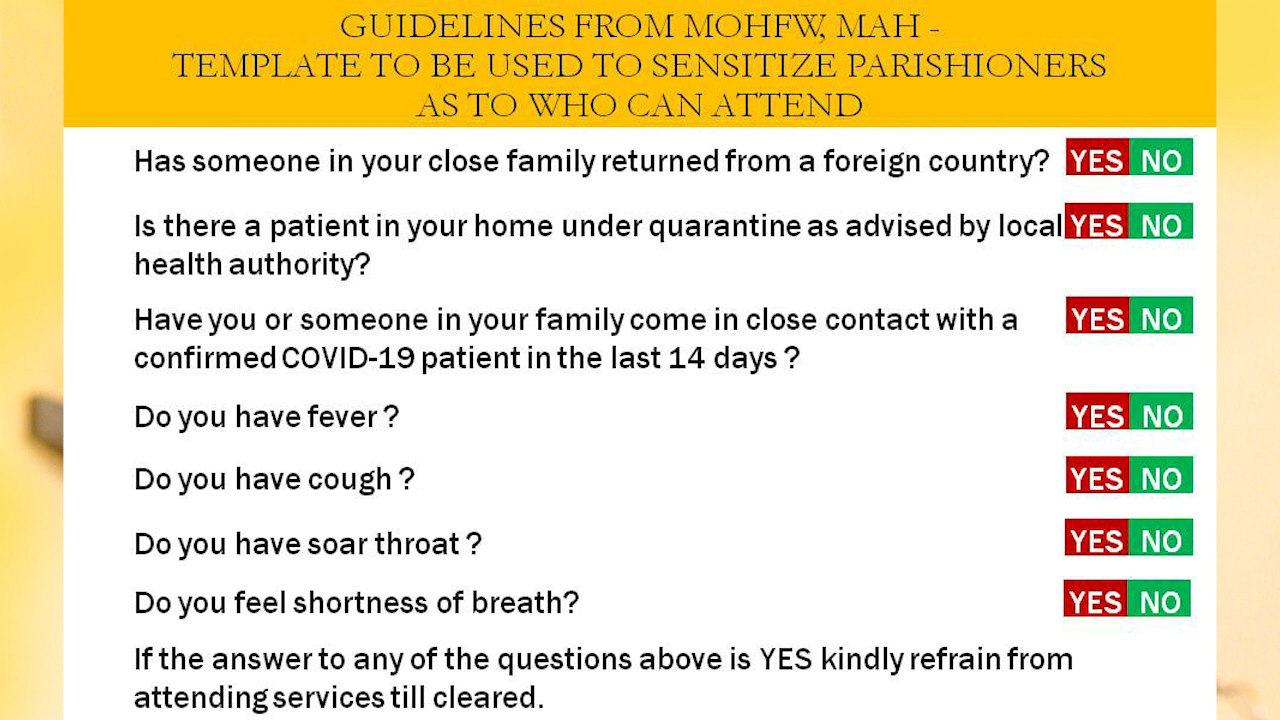 GUIDELINES FROM MOHFW, MAH -
TEMPLATE TO BE USED TO SENSITIZE PARISHIONERS
AS TO WHO CAN ATTEND
Has someone in your close family returned from a foreign country? YES NO
Is there a patient in your home under quarantine as advised by local YES NO
health authority?
Have you or someone in your family come in close contact with a YES NO
confirmed COVID-19 patient in the last 14 days ?
Do you have fever ? YES NO
Do you have cough ? YES NO
Do you have soar throat ? YES NO
Do you feel shortness of breath? YES NO
If the answer to any of the questions above is YES kindly refrain from
attending services till cleared.